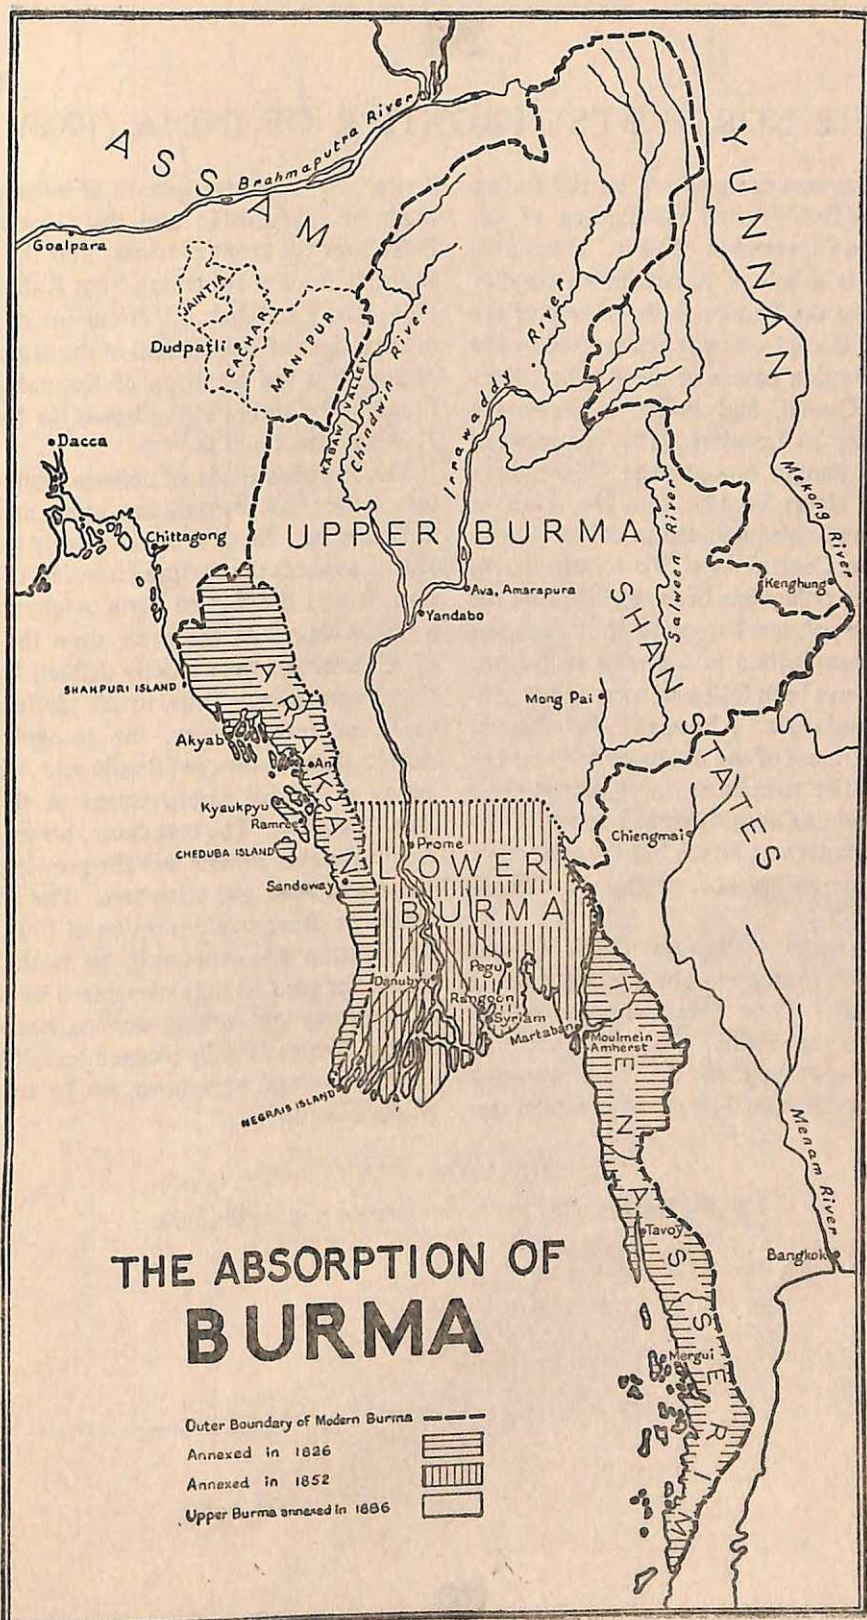 ASSAM
Brahmaputra River
YUNNAN
Goalpara
JAINTIA
CACHAR
MANIPUR
Dudpatli
KABAW VALLEY
Chindwin River
Irrawaddy River
Dacca
Chittagong
UPPER BURMA
Salween River
Mekong River
Kenghung
Ava, Amarapura
Yandabo
SHAN STATES
SHAHPURI ISLAND
ARAKAN
Mong Pai
Akyab
An
Kyaukpyu
Ramree
CHEDUBA ISLAND
Sandoway
Prome
Chiengmai
LOWER
BURMA
Danubyu
Pegu
Rangoon
Syriam
Martaban
Moulmein
Amherst
NEGRAIS ISLAND
TENASSERIM
Menam River
Tavoy
Bangkok
Mergui
THE ABSORPTION OF
BURMA
Outer Boundary of Modern Burma
Annexed in 1826
Annexed in 1852
Upper Burma annexed in 1886